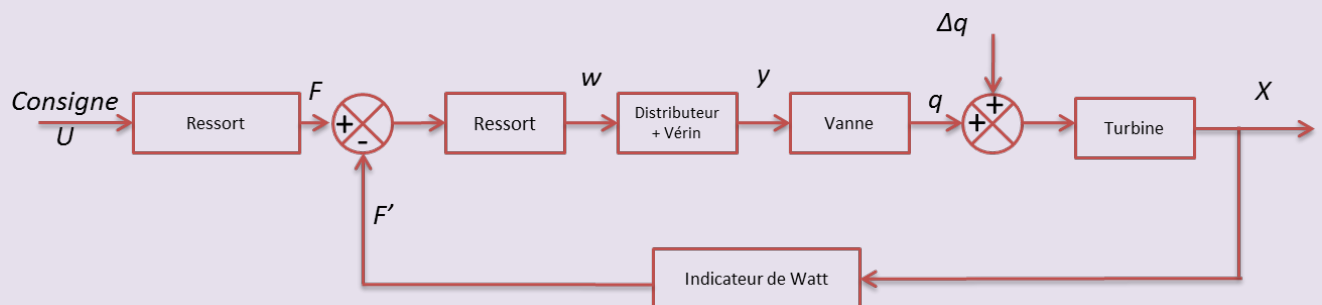 Consigne
U
Ressort
F
+
-
Ressort
w
Distributeur
+ Vérin
y
Vanne
q
Δq
+
+
Turbine
X
F'
Indicateur de Watt